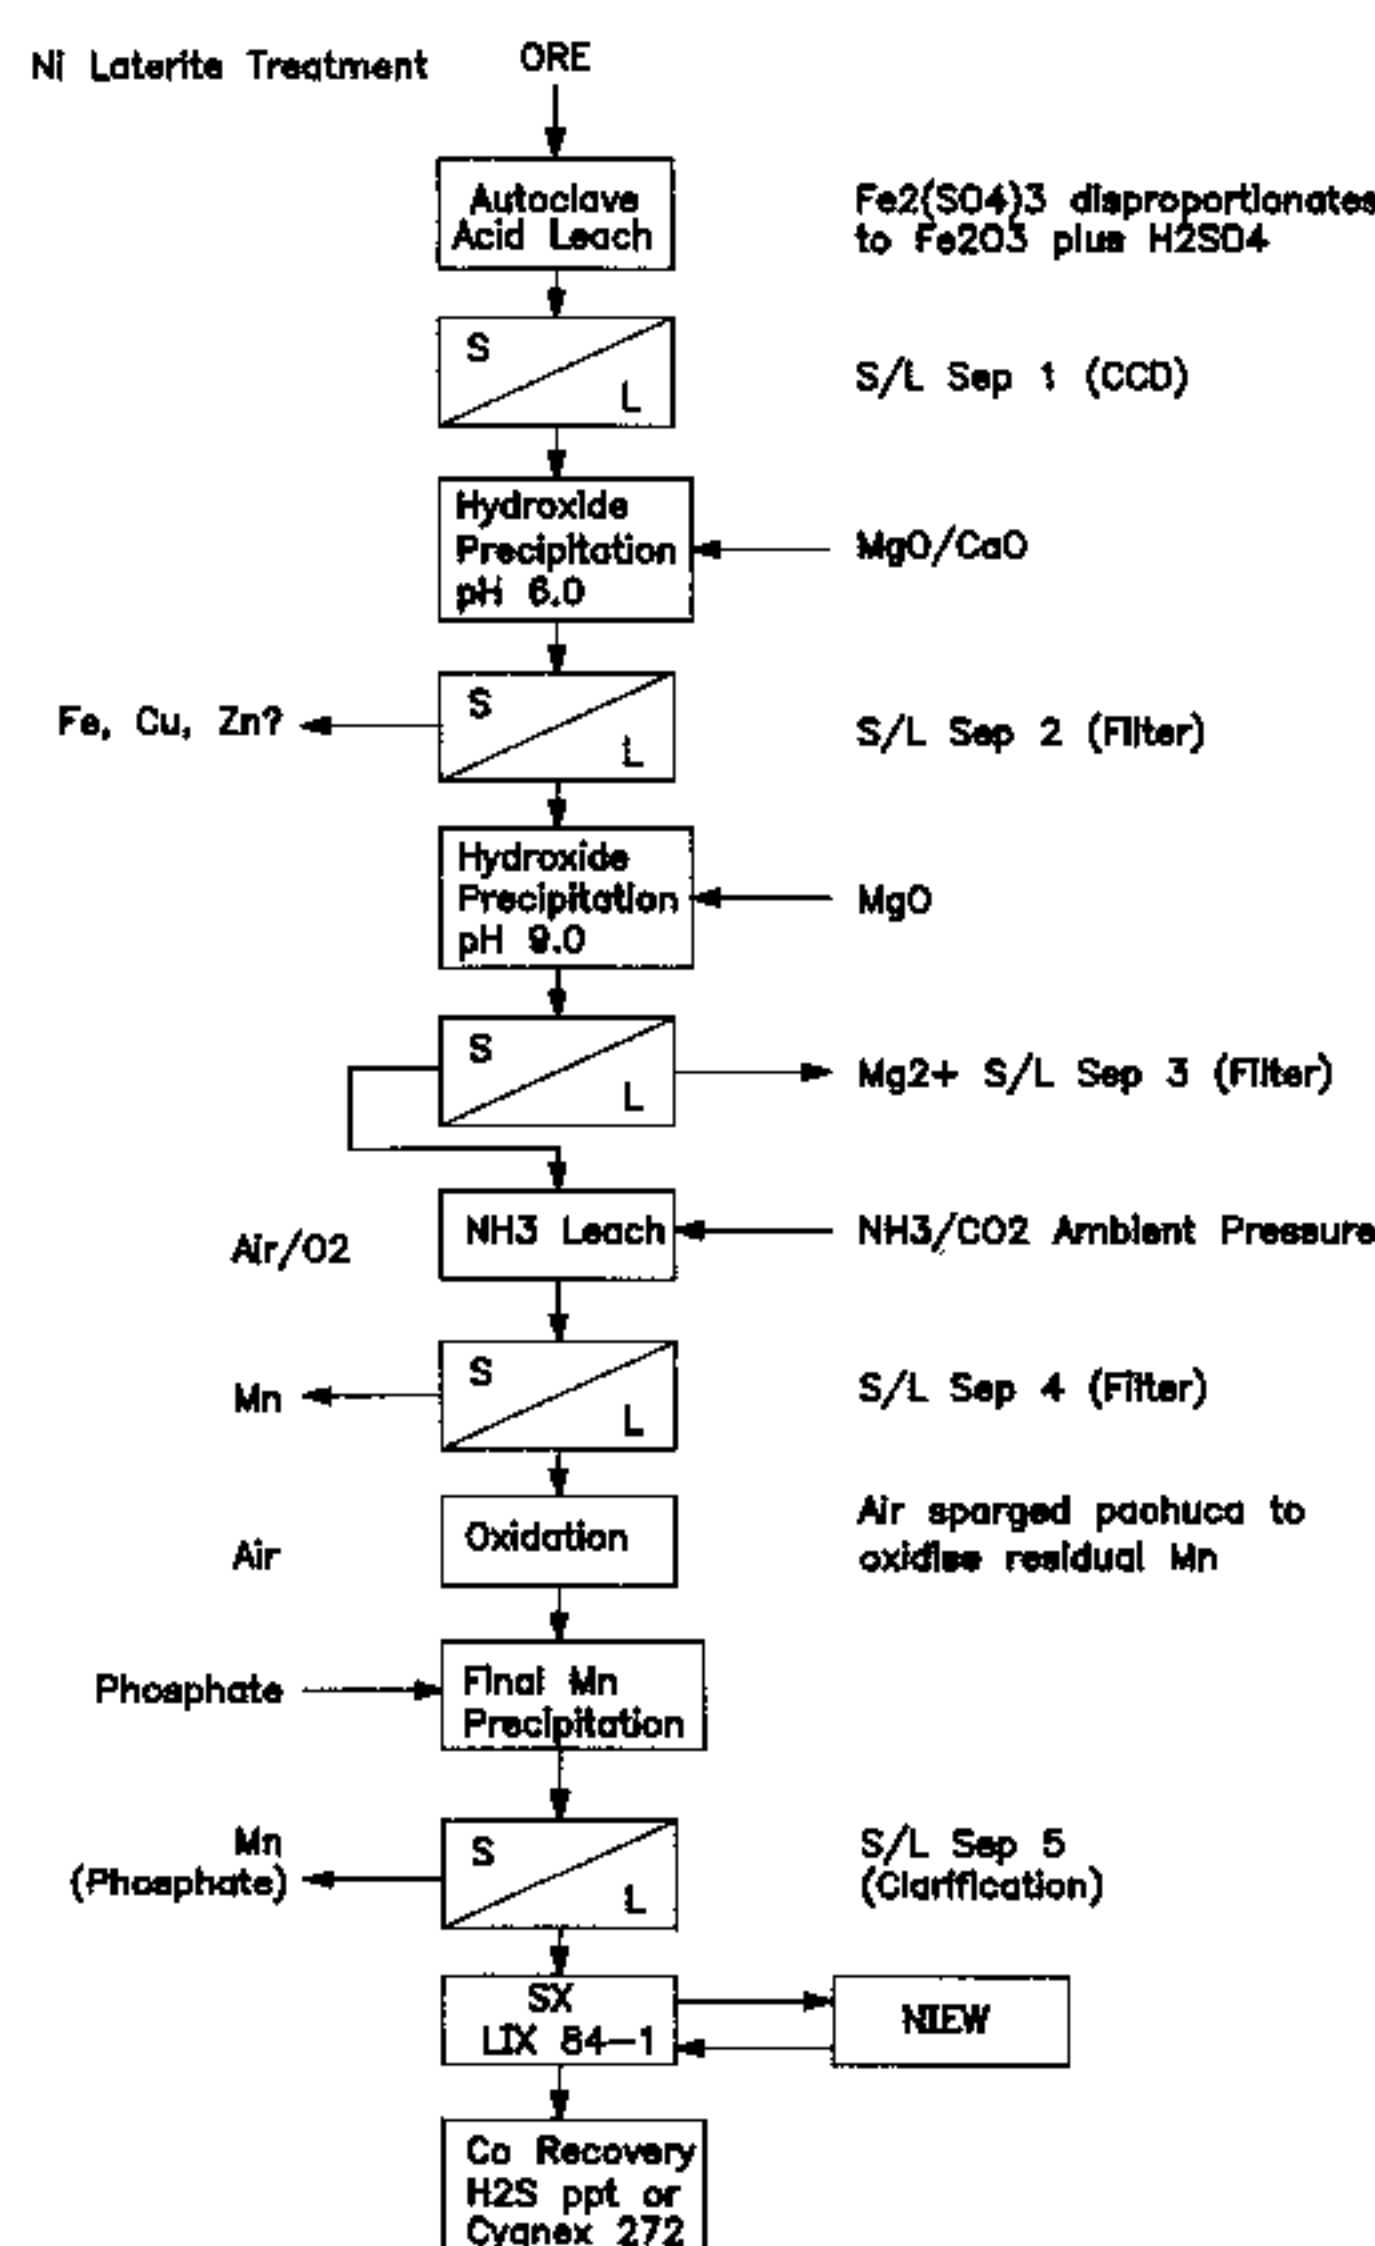 Ni Laterite Treatment
ORE
Autoclave
Acid Leach
Fe2(SO4)3 disproportionates
to Fe2O3 plus H2SO4
S
L
S/L Sep 1 (CCD)
Hydroxide
Precipitation
pH 6.0
MgO/CaO
Fe, Cu, Zn?
S
L
S/L Sep 2 (Filter)
Hydroxide
Precipitation
pH 9.0
MgO
S
L
Mg2+ S/L Sep 3 (Filter)
Air/O2
NH3 Leach
NH3/CO2 Ambient Pressure
Mn
S
L
S/L Sep 4 (Filter)
Air
Oxidation
Air sparged pachuca to
oxidise residual Mn
Phosphate
Final Mn
Precipitation
Mn
(Phosphate)
S
L
S/L Sep 5
(Clarification)
SX
LIX 84-1
NIEW
Co Recovery
H2S ppt or
Cyanex 272